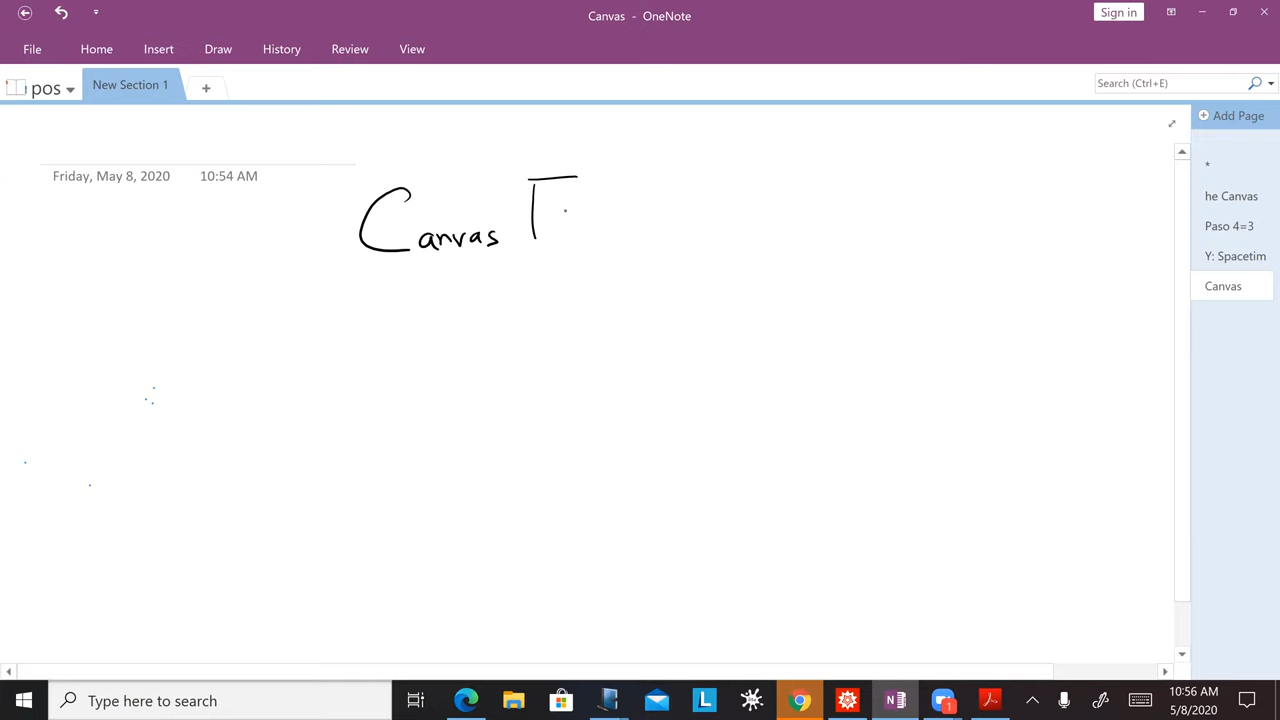 Canvas - OneNote
Sign in
File Home Insert Draw History Review View
pos
New Section 1
+
Search (Ctrl+E)
Add Page
Friday, May 8, 2020 10:54 AM
Canvas
*
he Canvas
Paso 4=3
Y: Spacetim
Canvas
Type here to search
L
N
1
10:56 AM
5/8/2020